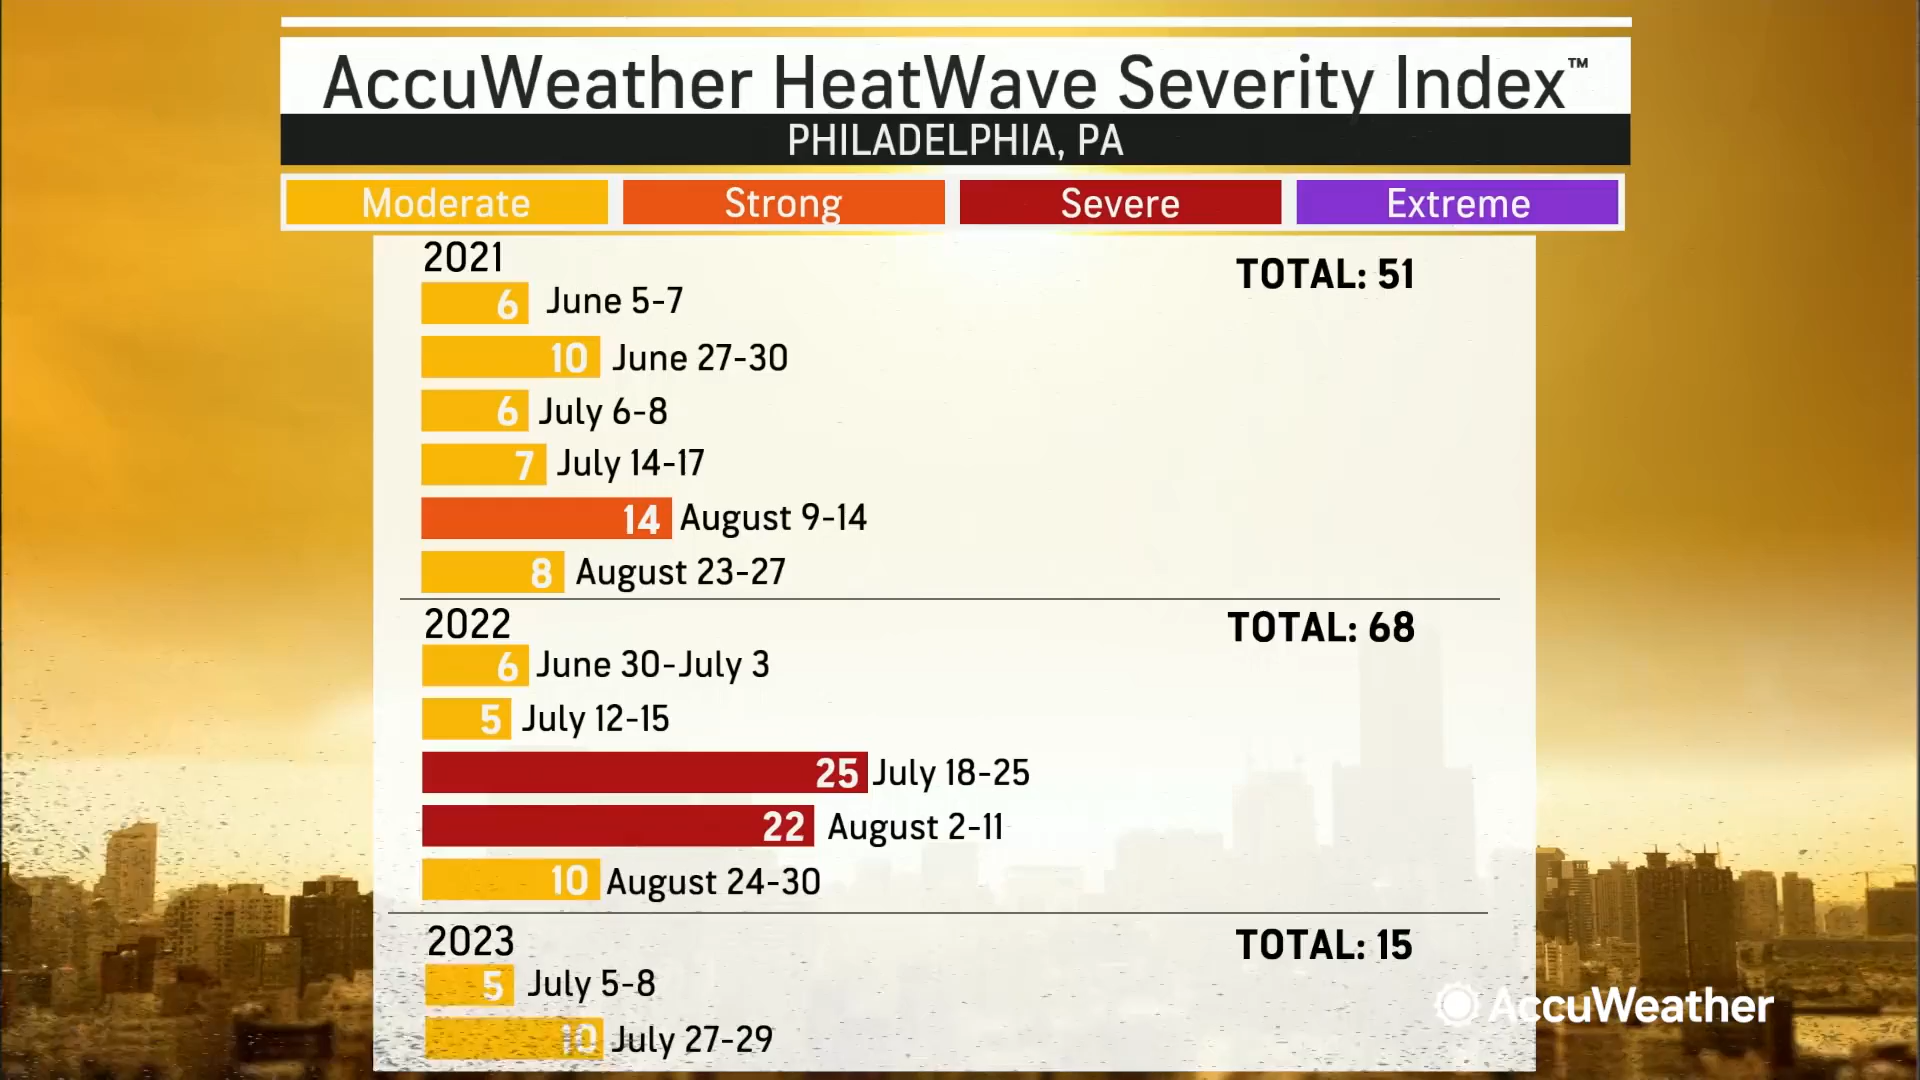 AccuWeather HeatWave Severity Index™
PHILADELPHIA, PA
Moderate Strong Severe Extreme
2021 TOTAL: 51
6 June 5-7
10 June 27-30
6 July 6-8
7 July 14-17
14 August 9-14
8 August 23-27
2022 TOTAL: 68
6 June 30-July 3
5 July 12-15
25 July 18-25
22 August 2-11
10 August 24-30
2023 TOTAL: 15
5 July 5-8
10 July 27-29
AccuWeather